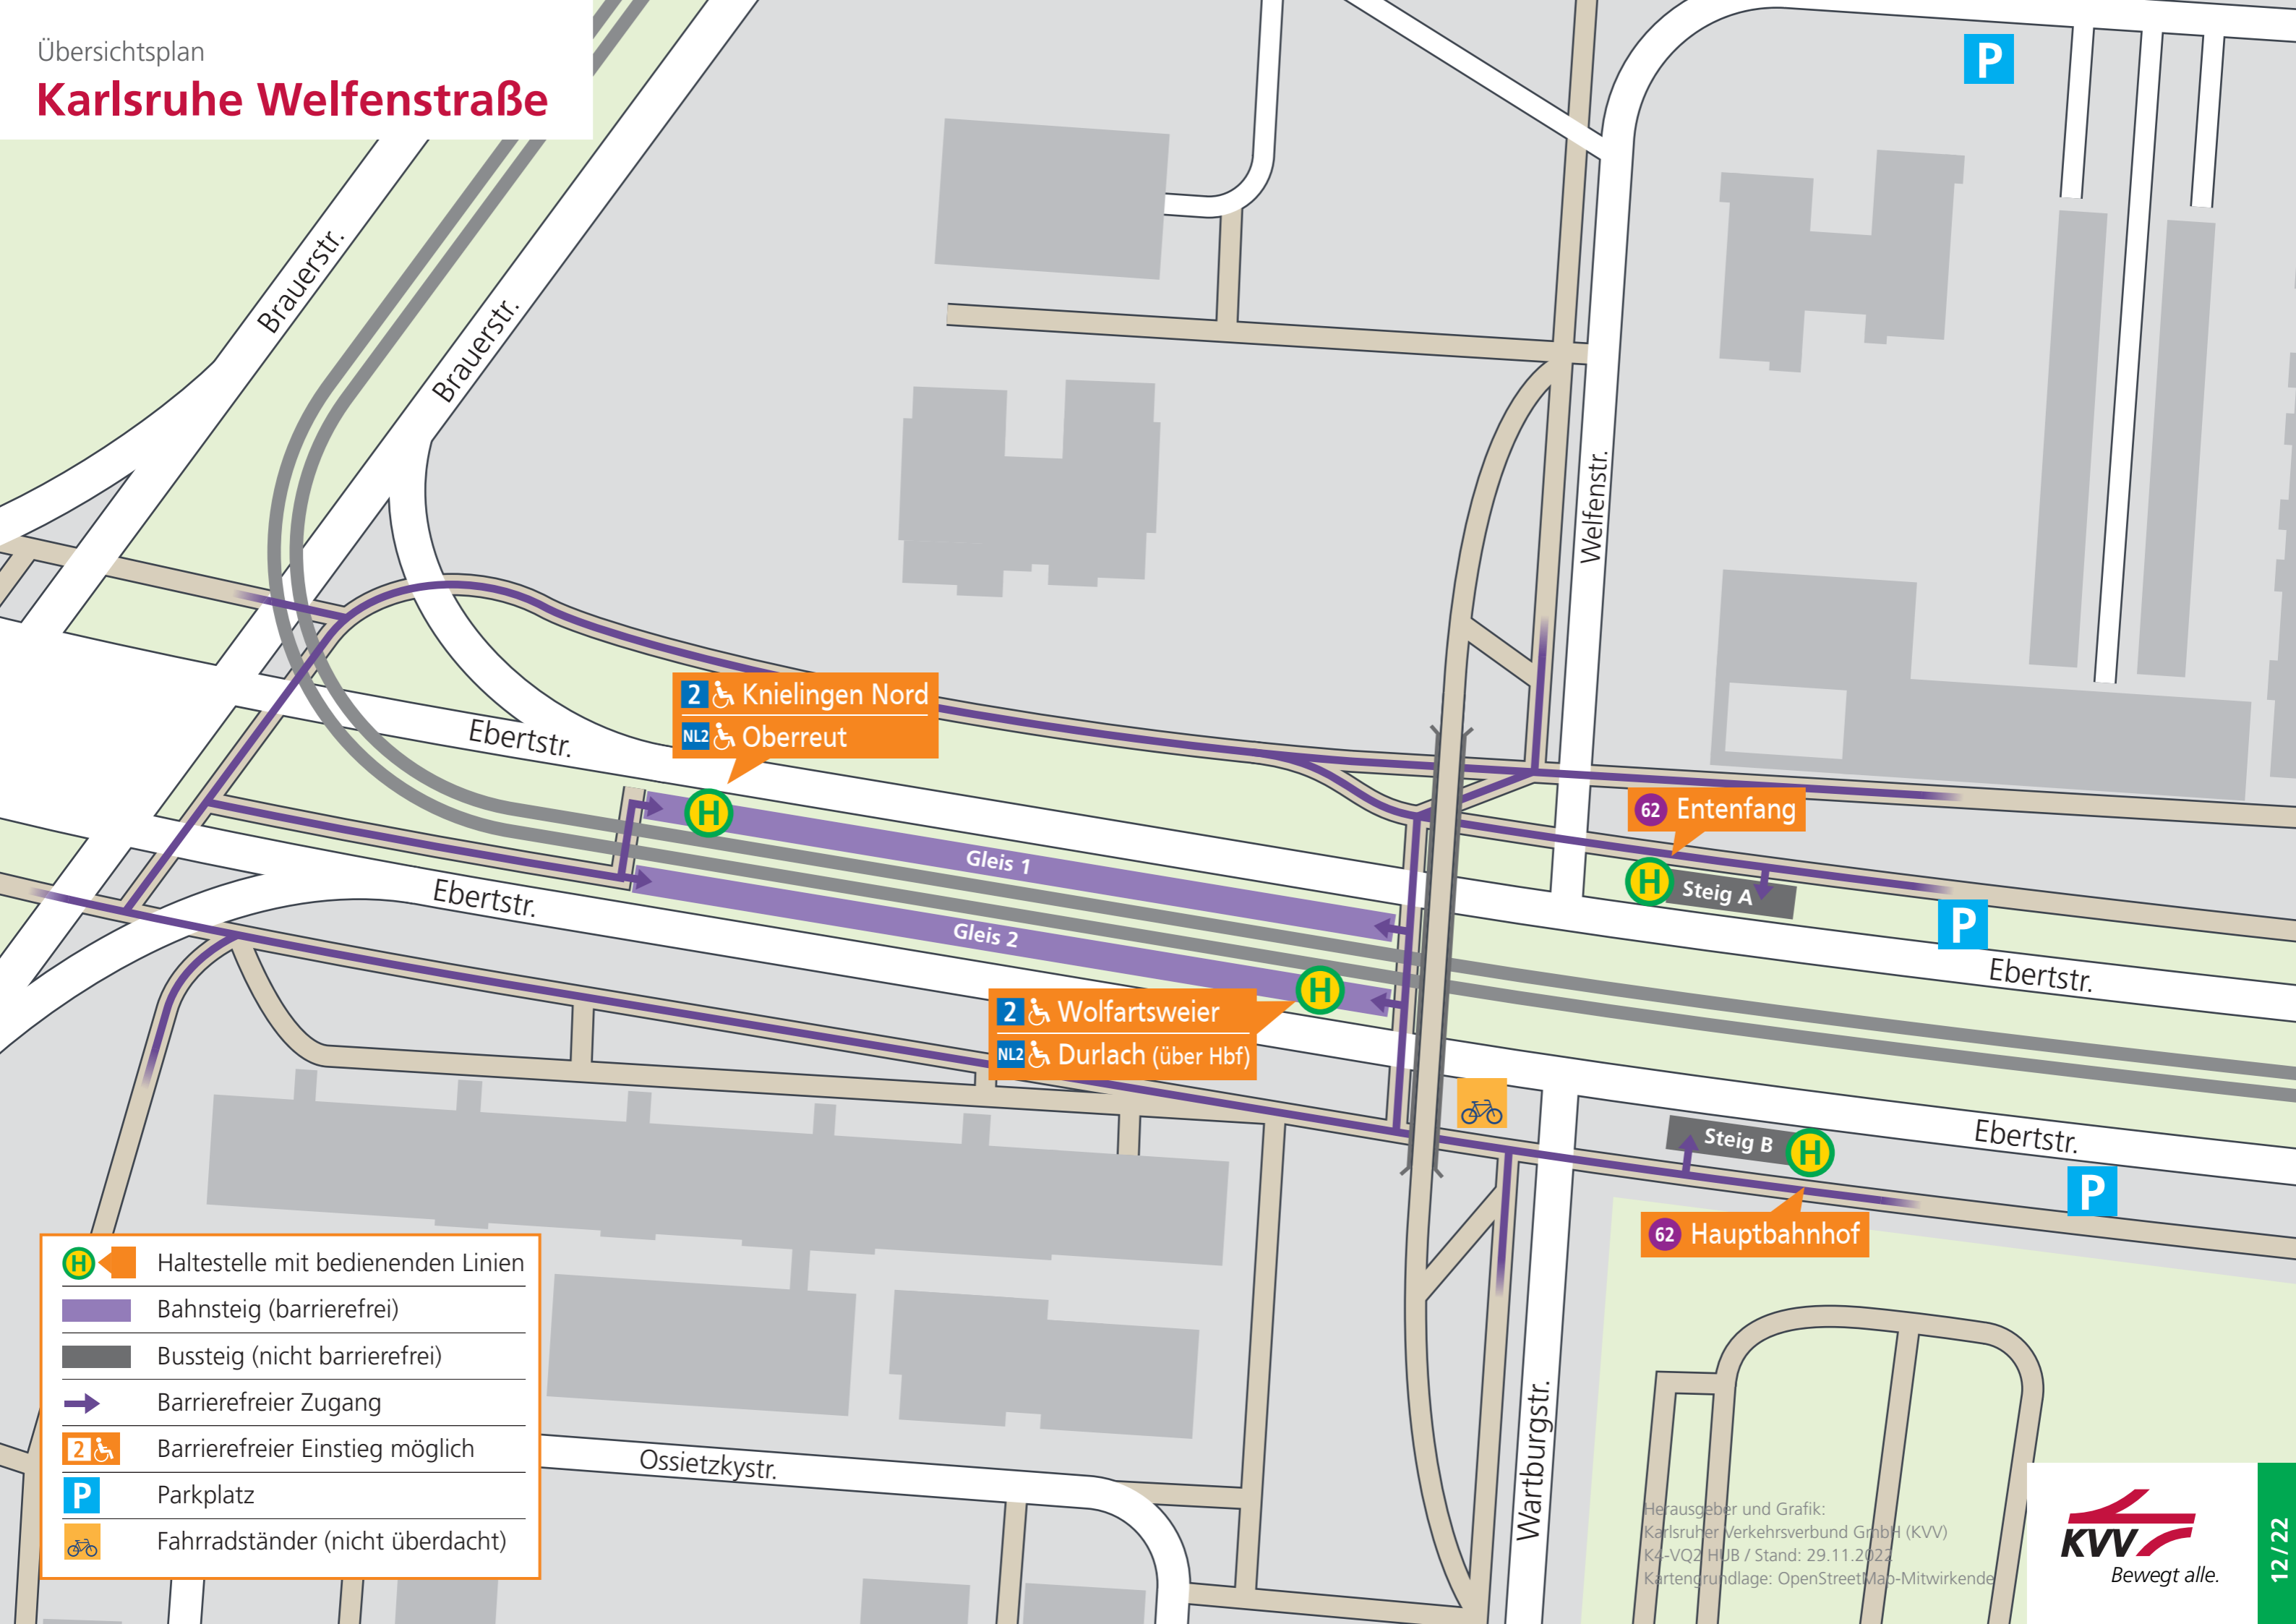 Übersichtsplan
Karlsruhe Welfenstraße
P
Brauerstr.
Brauerstr.
Welfenstr.
2 Knielingen Nord
NL2 Oberreut
Ebertstr.
H
Gleis 1
62 Entenfang
H Steig A
P
Ebertstr.
Ebertstr.
Gleis 2
H
2 Wolfartsweier
NL2 Durlach (über Hbf)
Steig B H
Ebertstr.
P
62 Hauptbahnhof
H Haltestelle mit bedienenden Linien
Bahnsteig (barrierefrei)
Bussteig (nicht barrierefrei)
Barrierefreier Zugang
2 Barrierefreier Einstieg möglich
P Parkplatz
Fahrradständer (nicht überdacht)
Ossietzkystr.
Wartburgstr.
Herausgeber und Grafik:
Karlsruher Verkehrsverbund GmbH (KVV)
K4-VQ2 HUB / Stand: 29.11.2022
Kartengrundlage: OpenStreetMap-Mitwirkende
KVV
Bewegt alle.
12 / 22